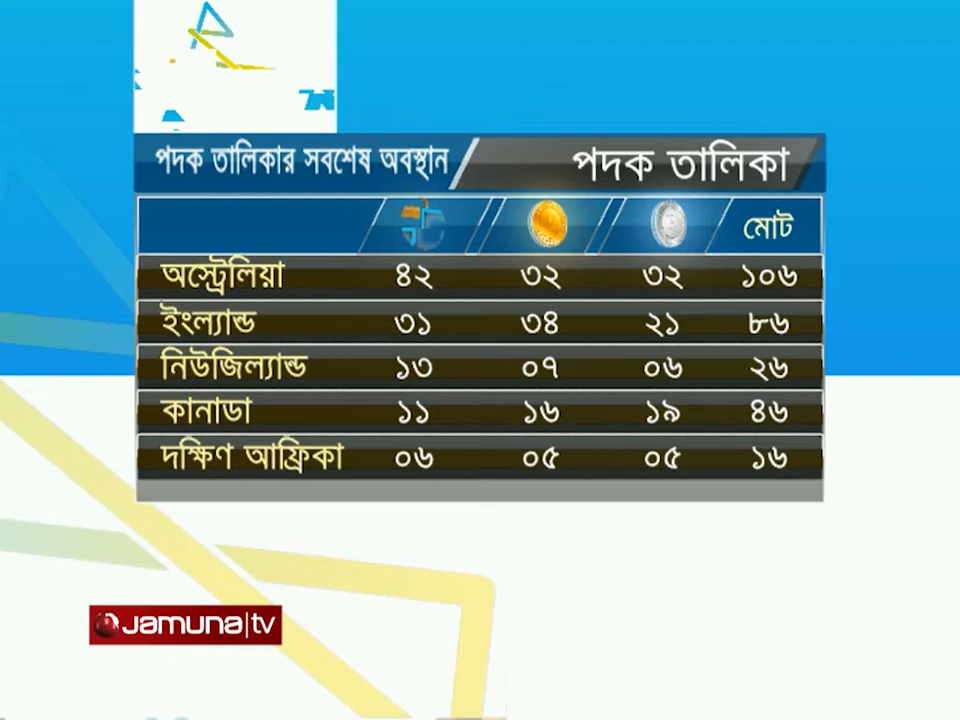 পদক তালিকার সবশেষ অবস্থান পদক তালিকা
মোট
অস্ট্রেলিয়া ৪২ ৩২ ৩২ ১০৬
ইংল্যান্ড ৩১ ৩৪ ২১ ৮৬
নিউজিল্যান্ড ১৩ ০৭ ০৬ ২৬
কানাডা ১১ ১৬ ১৯ ৪৬
দক্ষিণ আফ্রিকা ০৬ ০৫ ০৫ ১৬
Jamuna|tv